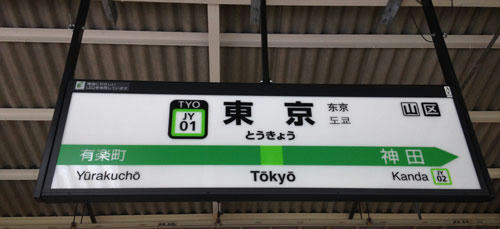 TYO
JY
01
東京
とうきょう
东京
도쿄
山 区
有楽町
神田
Yūrakuchō
Tōkyō
Kanda
JY
02